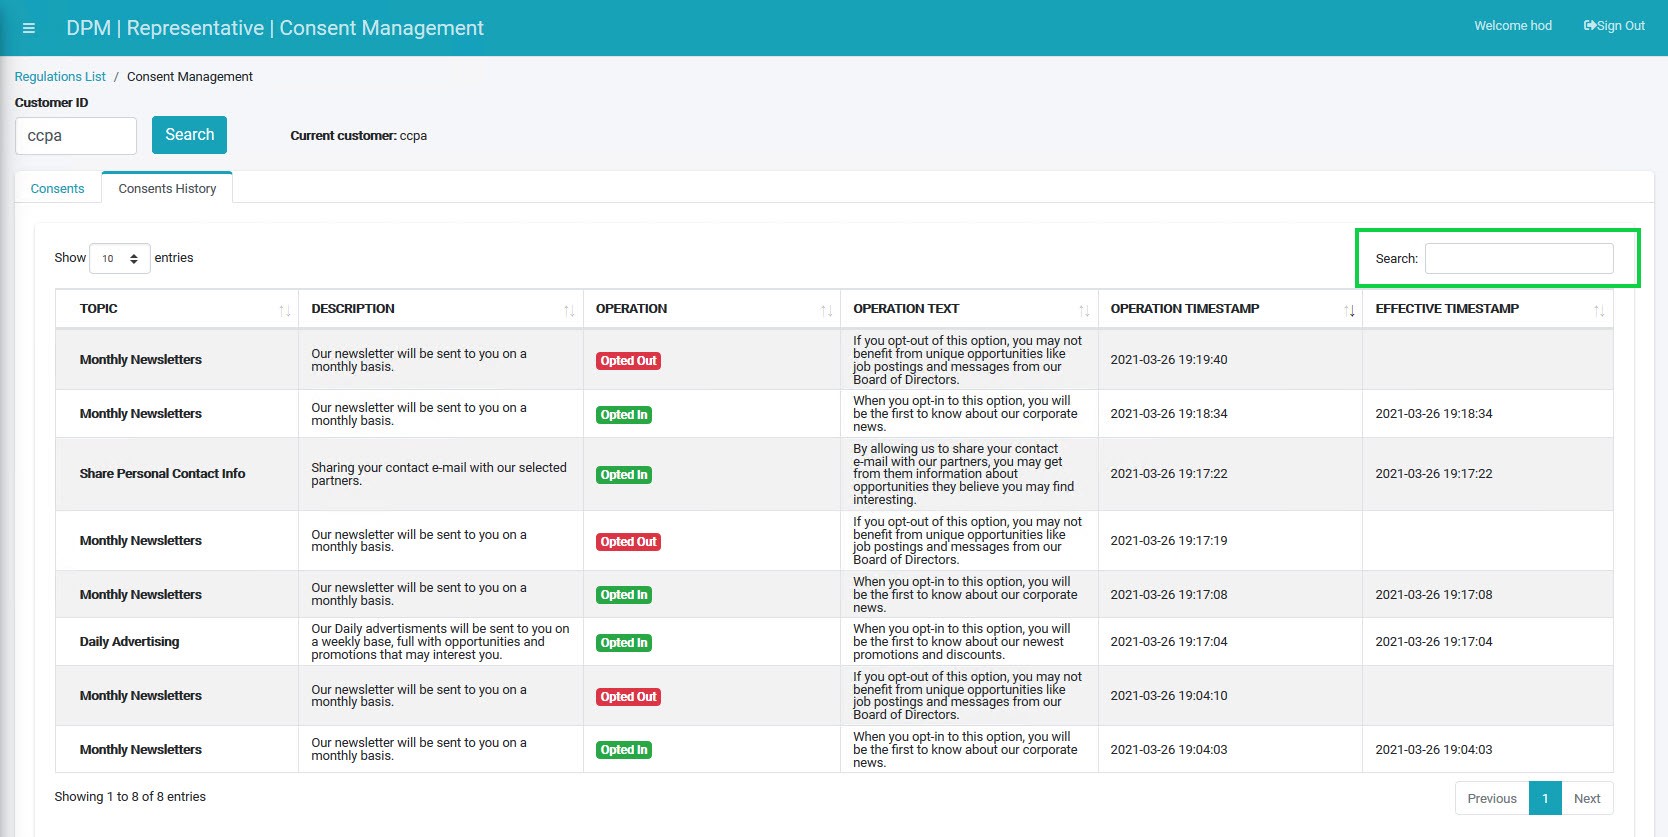 DPM | Representative | Consent Management
Welcome hod
Sign Out
Regulations List / Consent Management
Customer ID
ccpa
Search
Current customer: ccpa
Consents
Consents History
Show 10 entries
Search:
TOPIC
DESCRIPTION
OPERATION
OPERATION TEXT
OPERATION TIMESTAMP
EFFECTIVE TIMESTAMP
Monthly Newsletters
Our newsletter will be sent to you on a
monthly basis.
Opted Out
If you opt-out of this option, you may not
benefit from unique opportunities like
job postings and messages from our
Board of Directors.
2021-03-26 19:19:40
Monthly Newsletters
Our newsletter will be sent to you on a
monthly basis.
Opted In
When you opt-in to this option, you will
be the first to know about our corporate
news.
2021-03-26 19:18:34
2021-03-26 19:18:34
Share Personal Contact Info
Sharing your contact e-mail with our selected
partners.
Opted In
By allowing us to share your contact
e-mail with our partners, you may get
from them information about
opportunities they believe you may find
interesting.
2021-03-26 19:17:22
2021-03-26 19:17:22
Monthly Newsletters
Our newsletter will be sent to you on a
monthly basis.
Opted Out
If you opt-out of this option, you may not
benefit from unique opportunities like
job postings and messages from our
Board of Directors.
2021-03-26 19:17:19
Monthly Newsletters
Our newsletter will be sent to you on a
monthly basis.
Opted In
When you opt-in to this option, you will
be the first to know about our corporate
news.
2021-03-26 19:17:08
2021-03-26 19:17:08
Daily Advertising
Our Daily advertisments will be sent to you on
a weekly base, full with opportunities and
promotions that may interest you.
Opted In
When you opt-in to this option, you will
be the first to know about our newest
promotions and discounts.
2021-03-26 19:17:04
2021-03-26 19:17:04
Monthly Newsletters
Our newsletter will be sent to you on a
monthly basis.
Opted Out
If you opt-out of this option, you may not
benefit from unique opportunities like
job postings and messages from our
Board of Directors.
2021-03-26 19:04:10
Monthly Newsletters
Our newsletter will be sent to you on a
monthly basis.
Opted In
When you opt-in to this option, you will
be the first to know about our corporate
news.
2021-03-26 19:04:03
2021-03-26 19:04:03
Showing 1 to 8 of 8 entries
Previous
1
Next